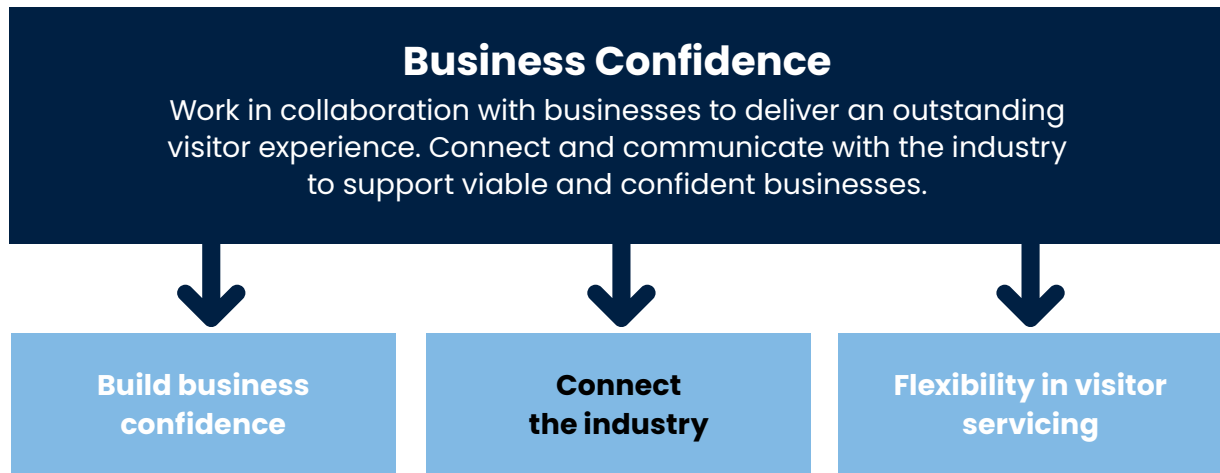 Business Confidence
Work in collaboration with businesses to deliver an outstanding
visitor experience. Connect and communicate with the industry
to support viable and confident businesses.
Build business
confidence
Connect
the industry
Flexibility in visitor
servicing